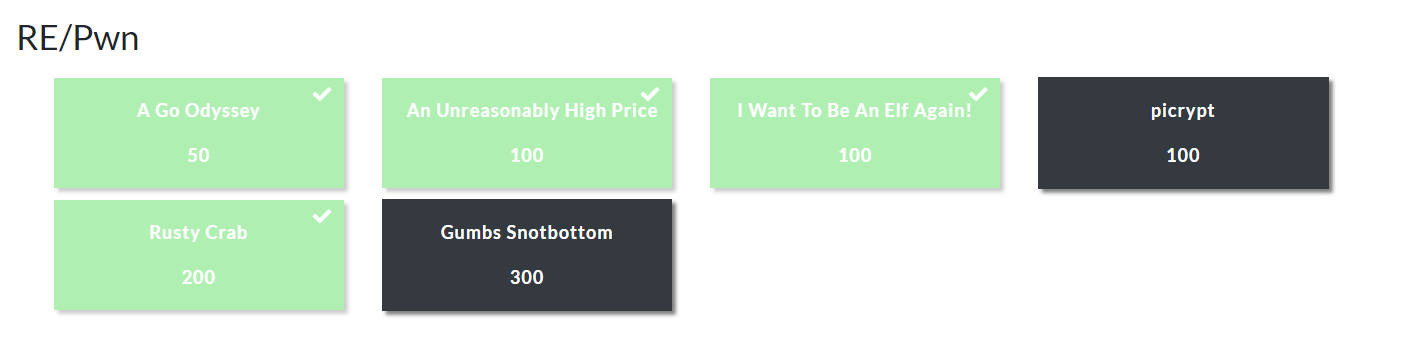 RE/Pwn
A Go Odyssey
50
An Unreasonably High Price
100
I Want To Be An Elf Again!
100
picrypt
100
Rusty Crab
200
Gumbs Snotbottom
300